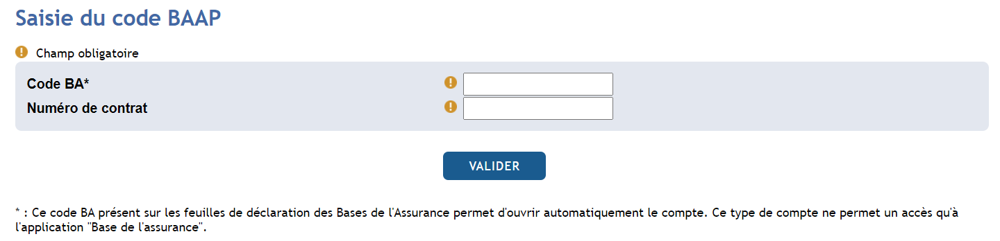 Saisie du code BAAP
! Champ obligatoire
Code BA* !
Numéro de contrat !
VALIDER
* : Ce code BA présent sur les feuilles de déclaration des Bases de l'Assurance permet d'ouvrir automatiquement le compte. Ce type de compte ne permet un accès qu'à
l'application "Base de l'assurance".